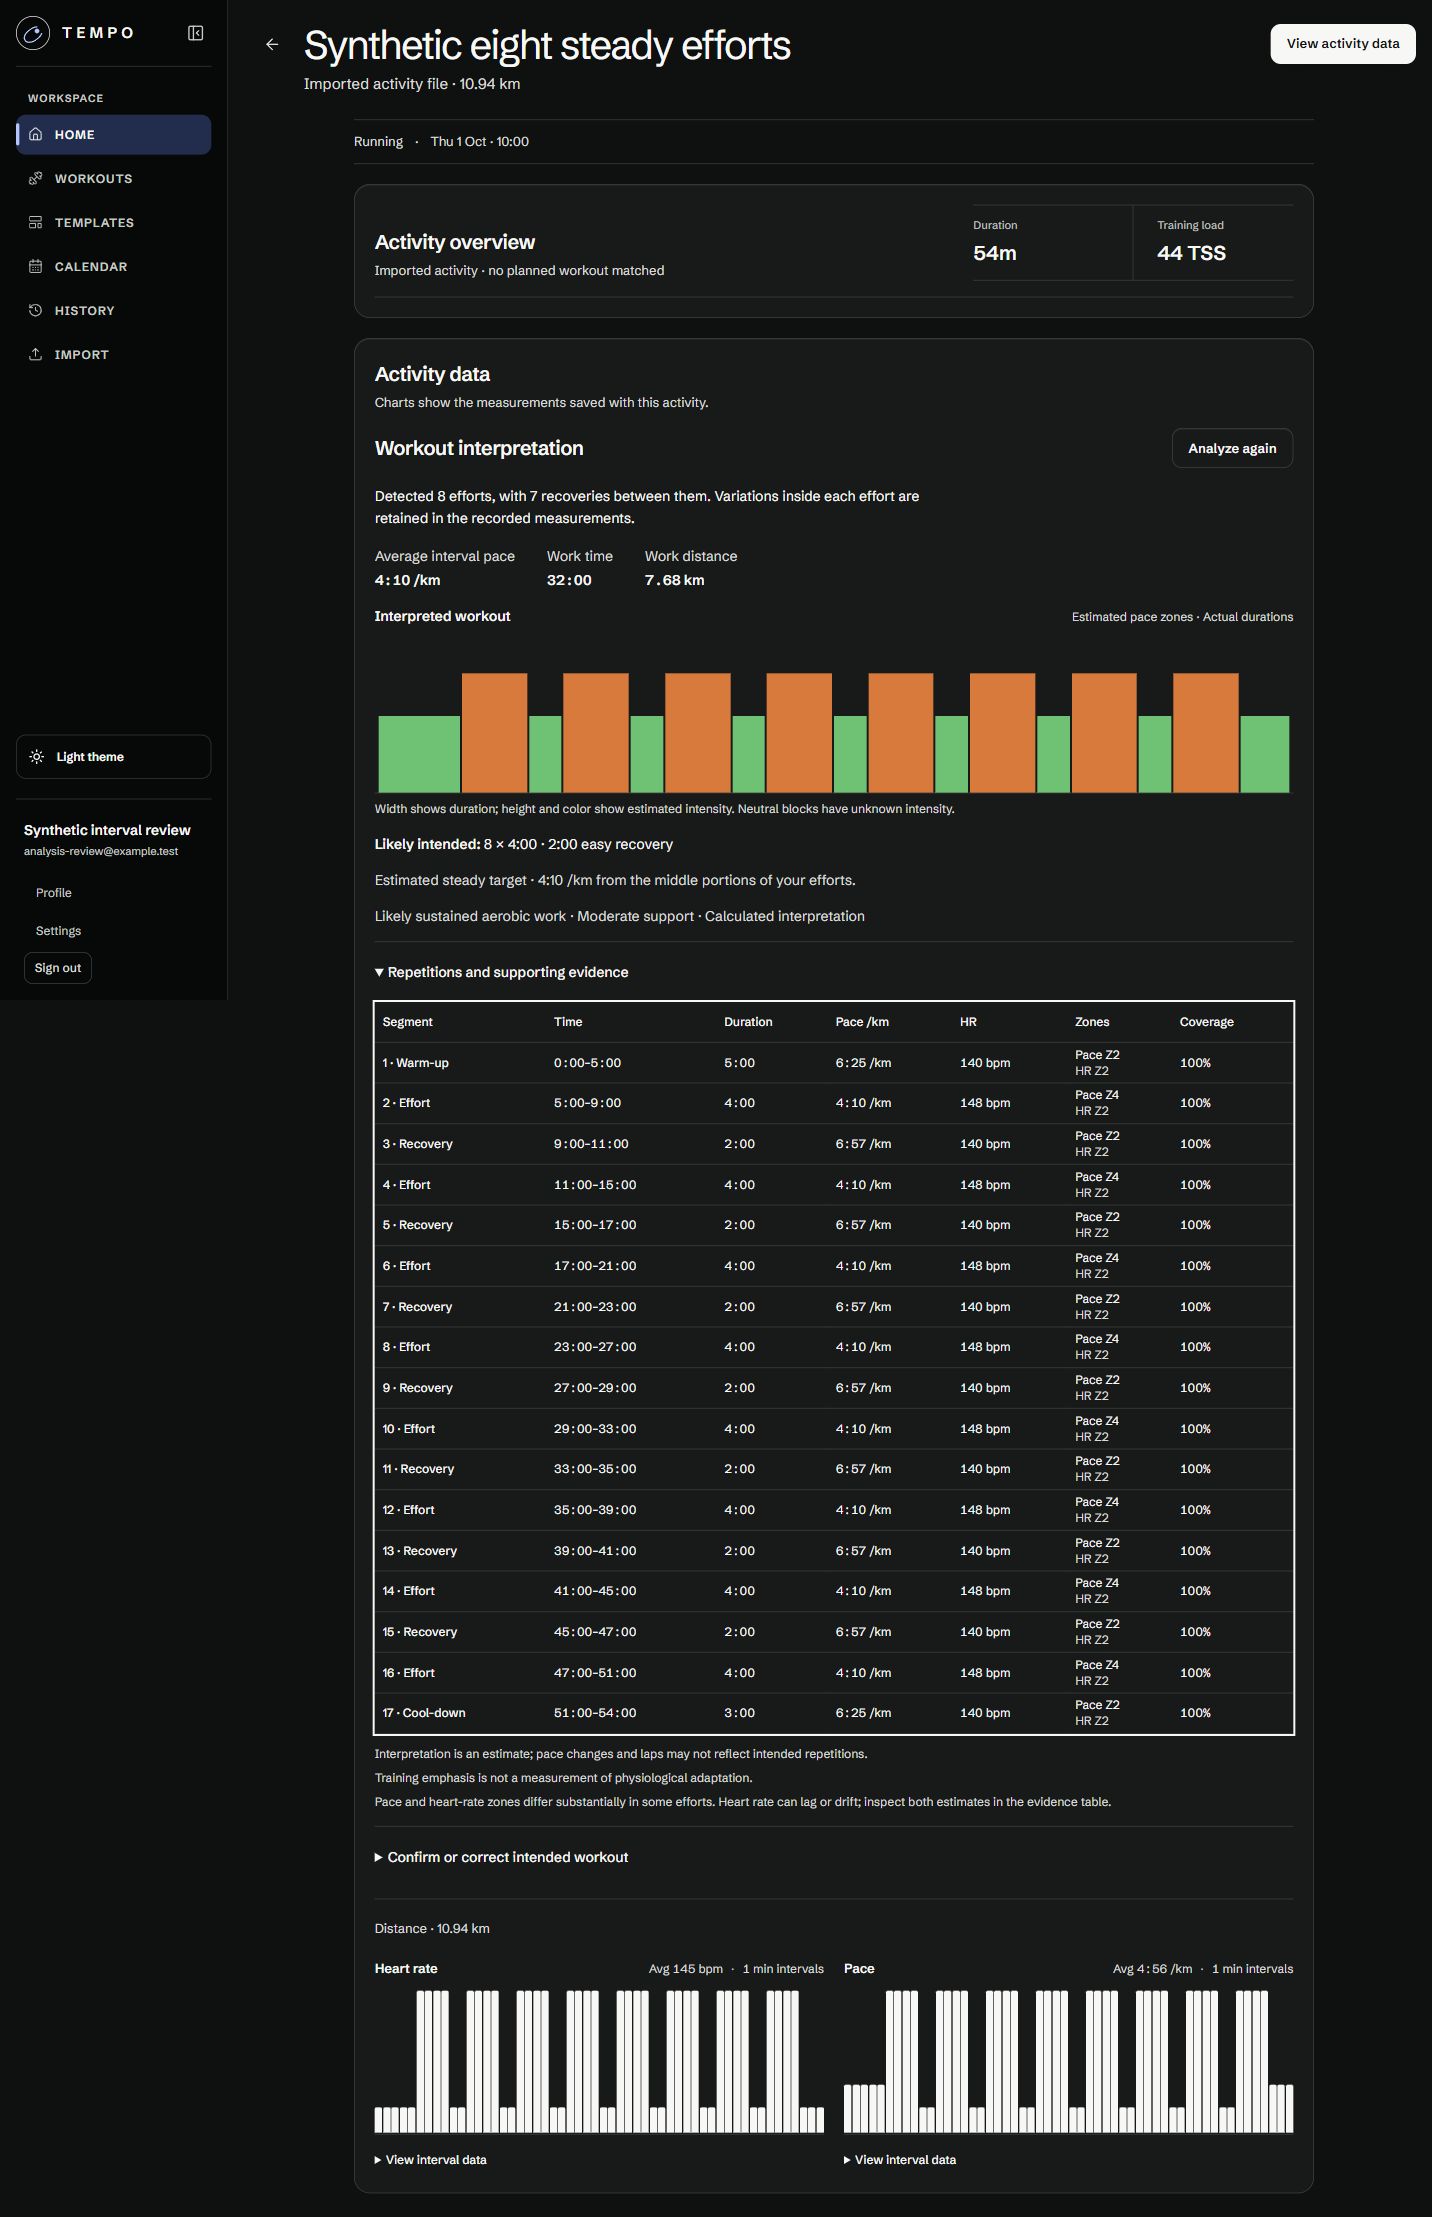 TEMPO
WORKSPACE
HOME
WORKOUTS
TEMPLATES
CALENDAR
HISTORY
IMPORT
Light theme
Synthetic interval review
analysis-review@example.test
Profile
Settings
Sign out
Synthetic eight steady efforts
Imported activity file · 10.94 km
View activity data
Running · Thu 1 Oct · 10:00
Activity overview
Imported activity · no planned workout matched
Duration
54m
Training load
44 TSS
Activity data
Charts show the measurements saved with this activity.
Workout interpretation
Analyze again
Detected 8 efforts, with 7 recoveries between them. Variations inside each effort are
retained in the recorded measurements.
Average interval pace Work time Work distance
4:10 /km 32:00 7.68 km
Interpreted workout Estimated pace zones · Actual durations
Width shows duration; height and color show estimated intensity. Neutral blocks have unknown intensity.
Likely intended: 8 × 4:00 · 2:00 easy recovery
Estimated steady target · 4:10 /km from the middle portions of your efforts.
Likely sustained aerobic work · Moderate support · Calculated interpretation
▼ Repetitions and supporting evidence
Segment Time Duration Pace /km HR Zones Coverage
1 · Warm-up 0:00–5:00 5:00 6:25 /km 140 bpm Pace Z2 HR Z2 100%
2 · Effort 5:00–9:00 4:00 4:10 /km 148 bpm Pace Z4 HR Z2 100%
3 · Recovery 9:00–11:00 2:00 6:57 /km 140 bpm Pace Z2 HR Z2 100%
4 · Effort 11:00–15:00 4:00 4:10 /km 148 bpm Pace Z4 HR Z2 100%
5 · Recovery 15:00–17:00 2:00 6:57 /km 140 bpm Pace Z2 HR Z2 100%
6 · Effort 17:00–21:00 4:00 4:10 /km 148 bpm Pace Z4 HR Z2 100%
7 · Recovery 21:00–23:00 2:00 6:57 /km 140 bpm Pace Z2 HR Z2 100%
8 · Effort 23:00–27:00 4:00 4:10 /km 148 bpm Pace Z4 HR Z2 100%
9 · Recovery 27:00–29:00 2:00 6:57 /km 140 bpm Pace Z2 HR Z2 100%
10 · Effort 29:00–33:00 4:00 4:10 /km 148 bpm Pace Z4 HR Z2 100%
11 · Recovery 33:00–35:00 2:00 6:57 /km 140 bpm Pace Z2 HR Z2 100%
12 · Effort 35:00–39:00 4:00 4:10 /km 148 bpm Pace Z4 HR Z2 100%
13 · Recovery 39:00–41:00 2:00 6:57 /km 140 bpm Pace Z2 HR Z2 100%
14 · Effort 41:00–45:00 4:00 4:10 /km 148 bpm Pace Z4 HR Z2 100%
15 · Recovery 45:00–47:00 2:00 6:57 /km 140 bpm Pace Z2 HR Z2 100%
16 · Effort 47:00–51:00 4:00 4:10 /km 148 bpm Pace Z4 HR Z2 100%
17 · Cool-down 51:00–54:00 3:00 6:25 /km 140 bpm Pace Z2 HR Z2 100%
Interpretation is an estimate; pace changes and laps may not reflect intended repetitions.
Training emphasis is not a measurement of physiological adaptation.
Pace and heart-rate zones differ substantially in some efforts. Heart rate can lag or drift; inspect both estimates in the evidence table.
▶ Confirm or correct intended workout
Distance · 10.94 km
Heart rate Avg 145 bpm · 1 min intervals
▶ View interval data
Pace Avg 4:56 /km · 1 min intervals
▶ View interval data